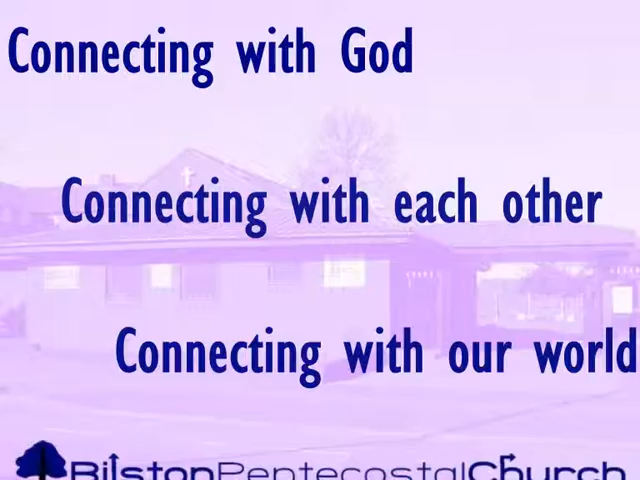 Connecting with God
Connecting with each other
Connecting with our world
BilstonPentecostalChurch